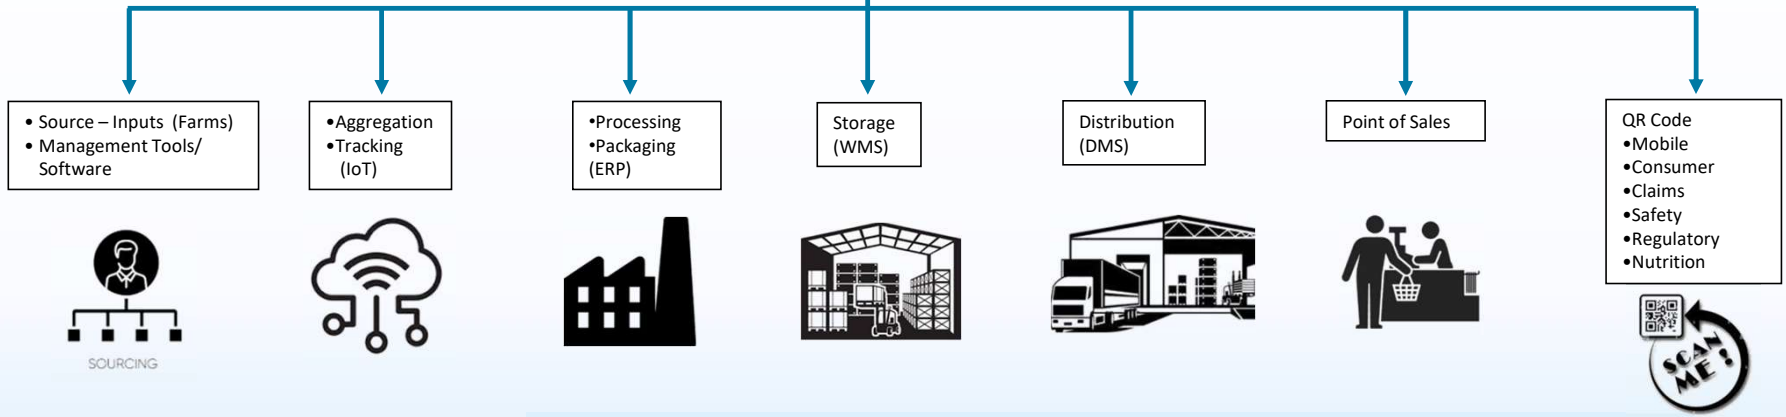 • Source – Inputs (Farms)
• Management Tools/
Software
•Aggregation
•Tracking
(IoT)
•Processing
•Packaging
(ERP)
Storage
(WMS)
Distribution
(DMS)
Point of Sales
QR Code
•Mobile
•Consumer
•Claims
•Safety
•Regulatory
•Nutrition
SOURCING
SCAN
ME!